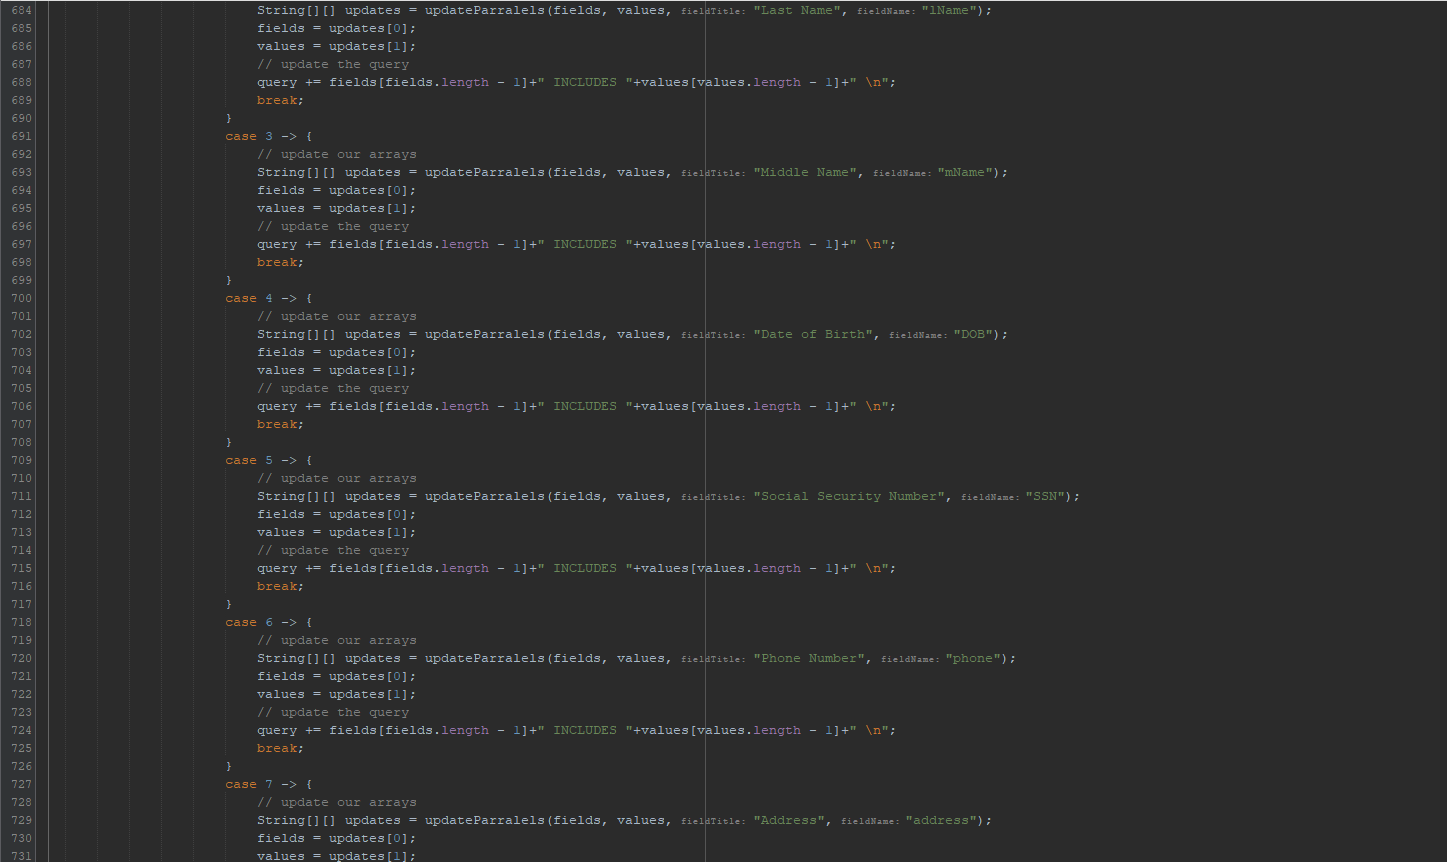 684 String[][] updates = updateParralels(fields, values, fieldTitle: "Last Name", fieldName: "lName");
685 fields = updates[0];
686 values = updates[1];
687 // update the query
688 query += fields[fields.length - 1]+" INCLUDES "+values[values.length - 1]+" \n";
689 break;
690 }
691 case 3 -> {
692 // update our arrays
693 String[][] updates = updateParralels(fields, values, fieldTitle: "Middle Name", fieldName: "mName");
694 fields = updates[0];
695 values = updates[1];
696 // update the query
697 query += fields[fields.length - 1]+" INCLUDES "+values[values.length - 1]+" \n";
698 break;
699 }
700 case 4 -> {
701 // update our arrays
702 String[][] updates = updateParralels(fields, values, fieldTitle: "Date of Birth", fieldName: "DOB");
703 fields = updates[0];
704 values = updates[1];
705 // update the query
706 query += fields[fields.length - 1]+" INCLUDES "+values[values.length - 1]+" \n";
707 break;
708 }
709 case 5 -> {
710 // update our arrays
711 String[][] updates = updateParralels(fields, values, fieldTitle: "Social Security Number", fieldName: "SSN");
712 fields = updates[0];
713 values = updates[1];
714 // update the query
715 query += fields[fields.length - 1]+" INCLUDES "+values[values.length - 1]+" \n";
716 break;
717 }
718 case 6 -> {
719 // update our arrays
720 String[][] updates = updateParralels(fields, values, fieldTitle: "Phone Number", fieldName: "phone");
721 fields = updates[0];
722 values = updates[1];
723 // update the query
724 query += fields[fields.length - 1]+" INCLUDES "+values[values.length - 1]+" \n";
725 break;
726 }
727 case 7 -> {
728 // update our arrays
729 String[][] updates = updateParralels(fields, values, fieldTitle: "Address", fieldName: "address");
730 fields = updates[0];
731 values = updates[1];